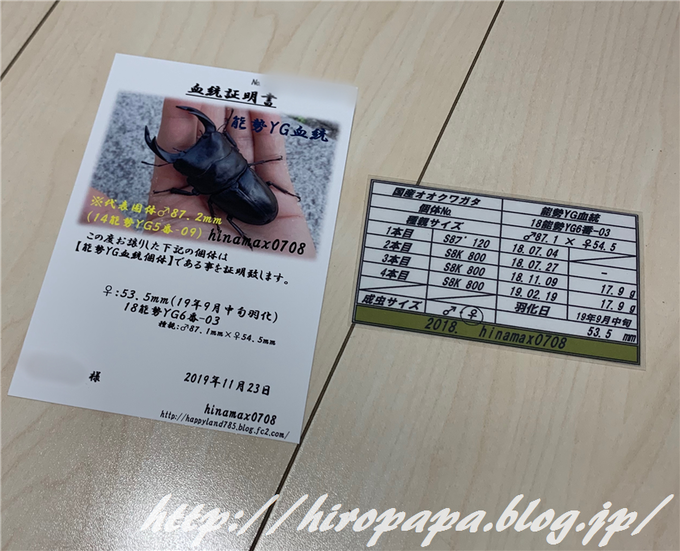 №
血統証明書
能勢YG血統
※代表個体♂87.2mm
(14能勢YG5番-09)
hinamax0708
この度お譲りした下記の個体は
【能勢YG血統個体】である事を証明致します。
♀:53.5mm(19年9月中旬羽化)
18能勢YG6番-03
種親:♂87.1mm×♀54.5mm
様
2019年11月23日
hinamax0708
http://happyland785.blog.fc2.com/
国産オオクワガタ 能勢YG血統
個体№ 18能勢YG6番-03
種親サイズ ♂87.1 × ♀54.5
1本目 S8ﾌﾟ 120 18.07.04 -
2本目 S8K 800 18.07.27
3本目 S8K 800 18.11.09 17.9 g
4本目 S8K 800 19.02.19 17.9 g
羽化日 19年9月中旬
成虫サイズ ♂(♀) 53.5 mm
2018. hinamax0708
http://hiropapa.blog.jp/